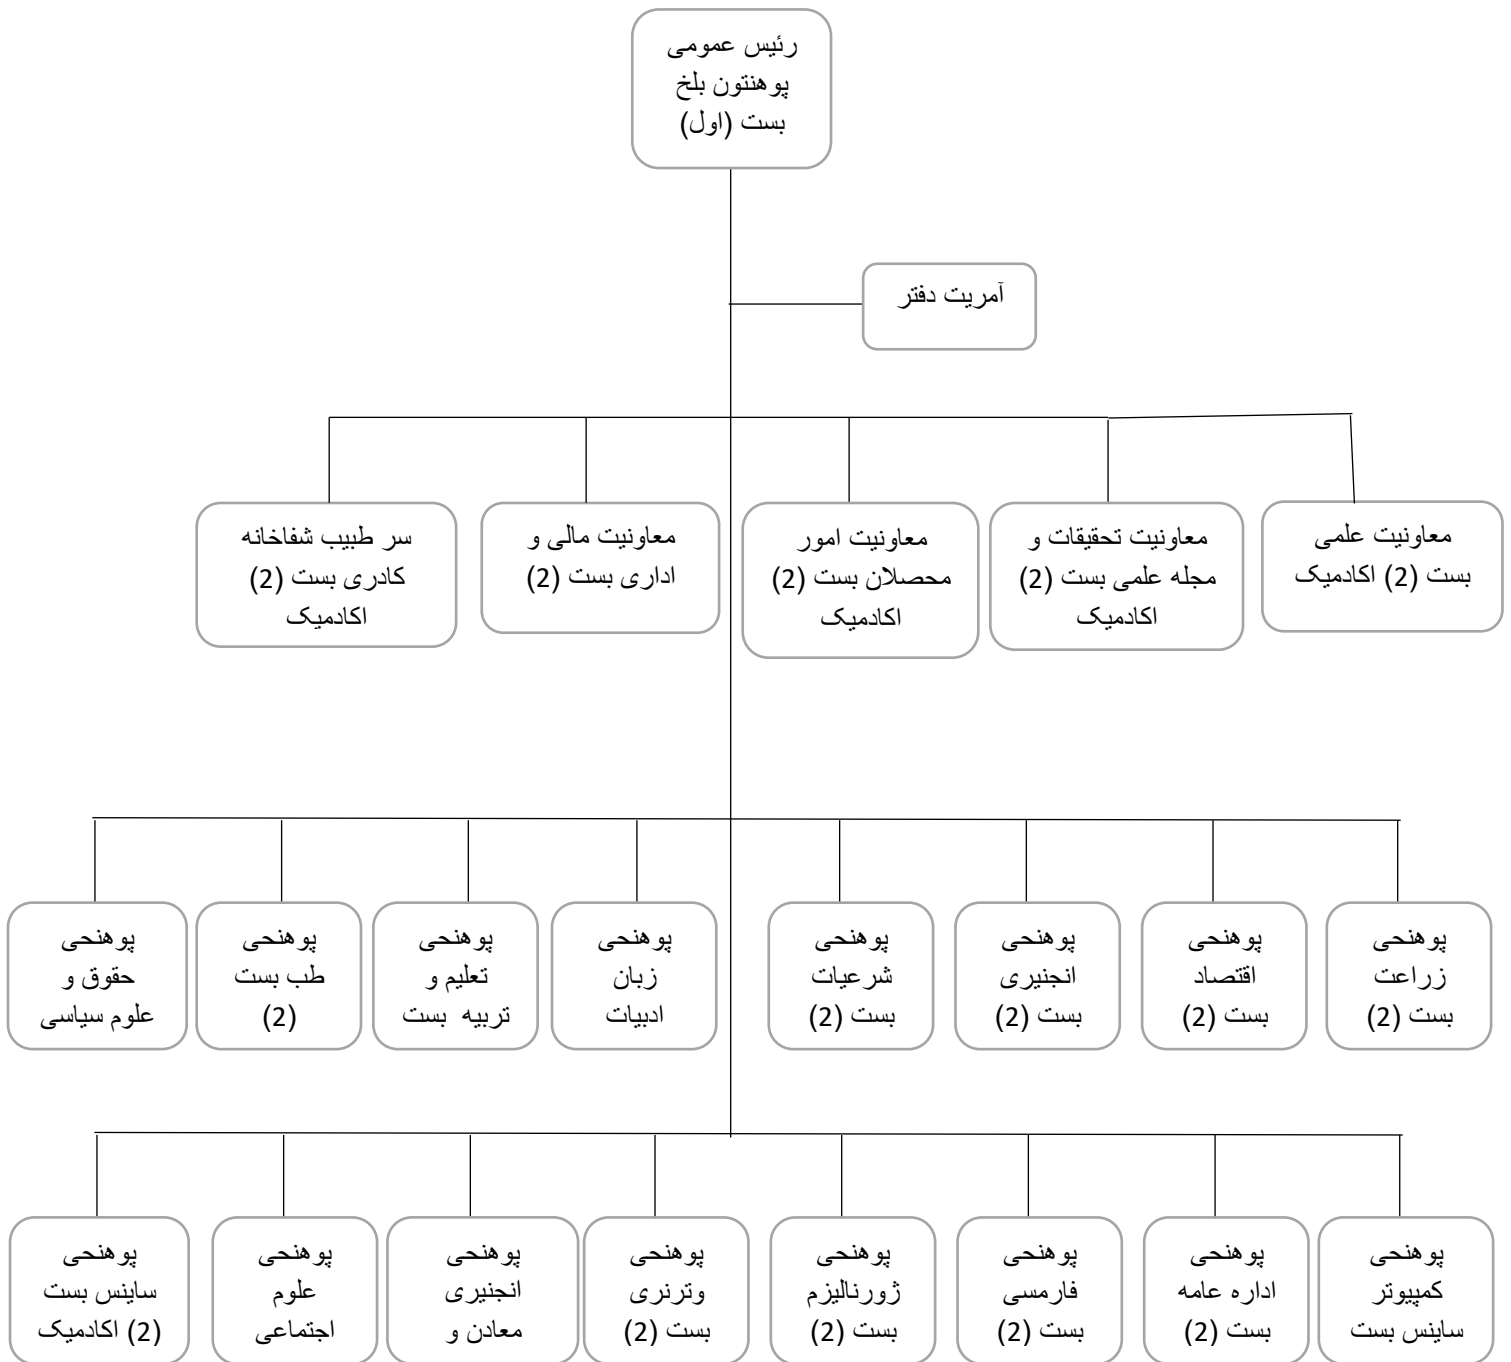 رئیس عمومی
پوهنتون بلخ
بست (اول)
آمریت دفتر
معاونیت علمی
بست (2) اکادمیک
معاونیت تحقیقات و
مجله علمی بست (2)
اکادمیک
معاونیت امور
محصلان بست (2)
اکادمیک
معاونیت مالی و
اداری بست (2)
سر طبیب شفاخانه
کادری بست (2)
اکادمیک
پوهنحی
زراعت
بست (2)
پوهنحی
اقتصاد
بست (2)
پوهنحی
انجنیری
بست (2)
پوهنحی
شرعیات
بست (2)
پوهنحی
زبان
ادبیات
پوهنحی
تعلیم و
تربیه بست
پوهنحی
طب بست
(2)
پوهنحی
حقوق و
علوم سیاسی
پوهنحی
کمپیوتر
ساینس بست
پوهنحی
اداره عامه
بست (2)
پوهنحی
فارمسی
بست (2)
پوهنحی
ژورنالیزم
بست (2)
پوهنحی
وترنری
بست (2)
پوهنحی
انجنیری
معادن و
پوهنحی
علوم
اجتماعی
پوهنحی
ساینس بست
(2) اکادمیک